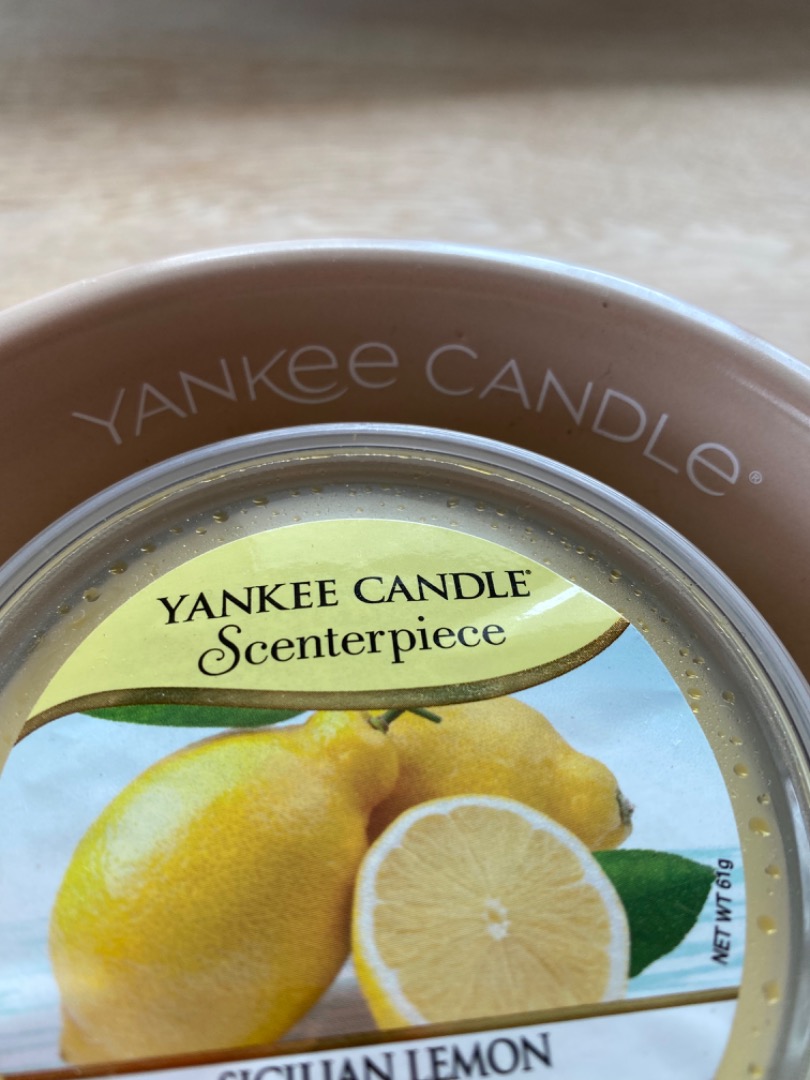 YANKee CANDLe®
YANKEE CANDLE®
Scenterpiece
NET WT 61g
SICILIAN LEMON